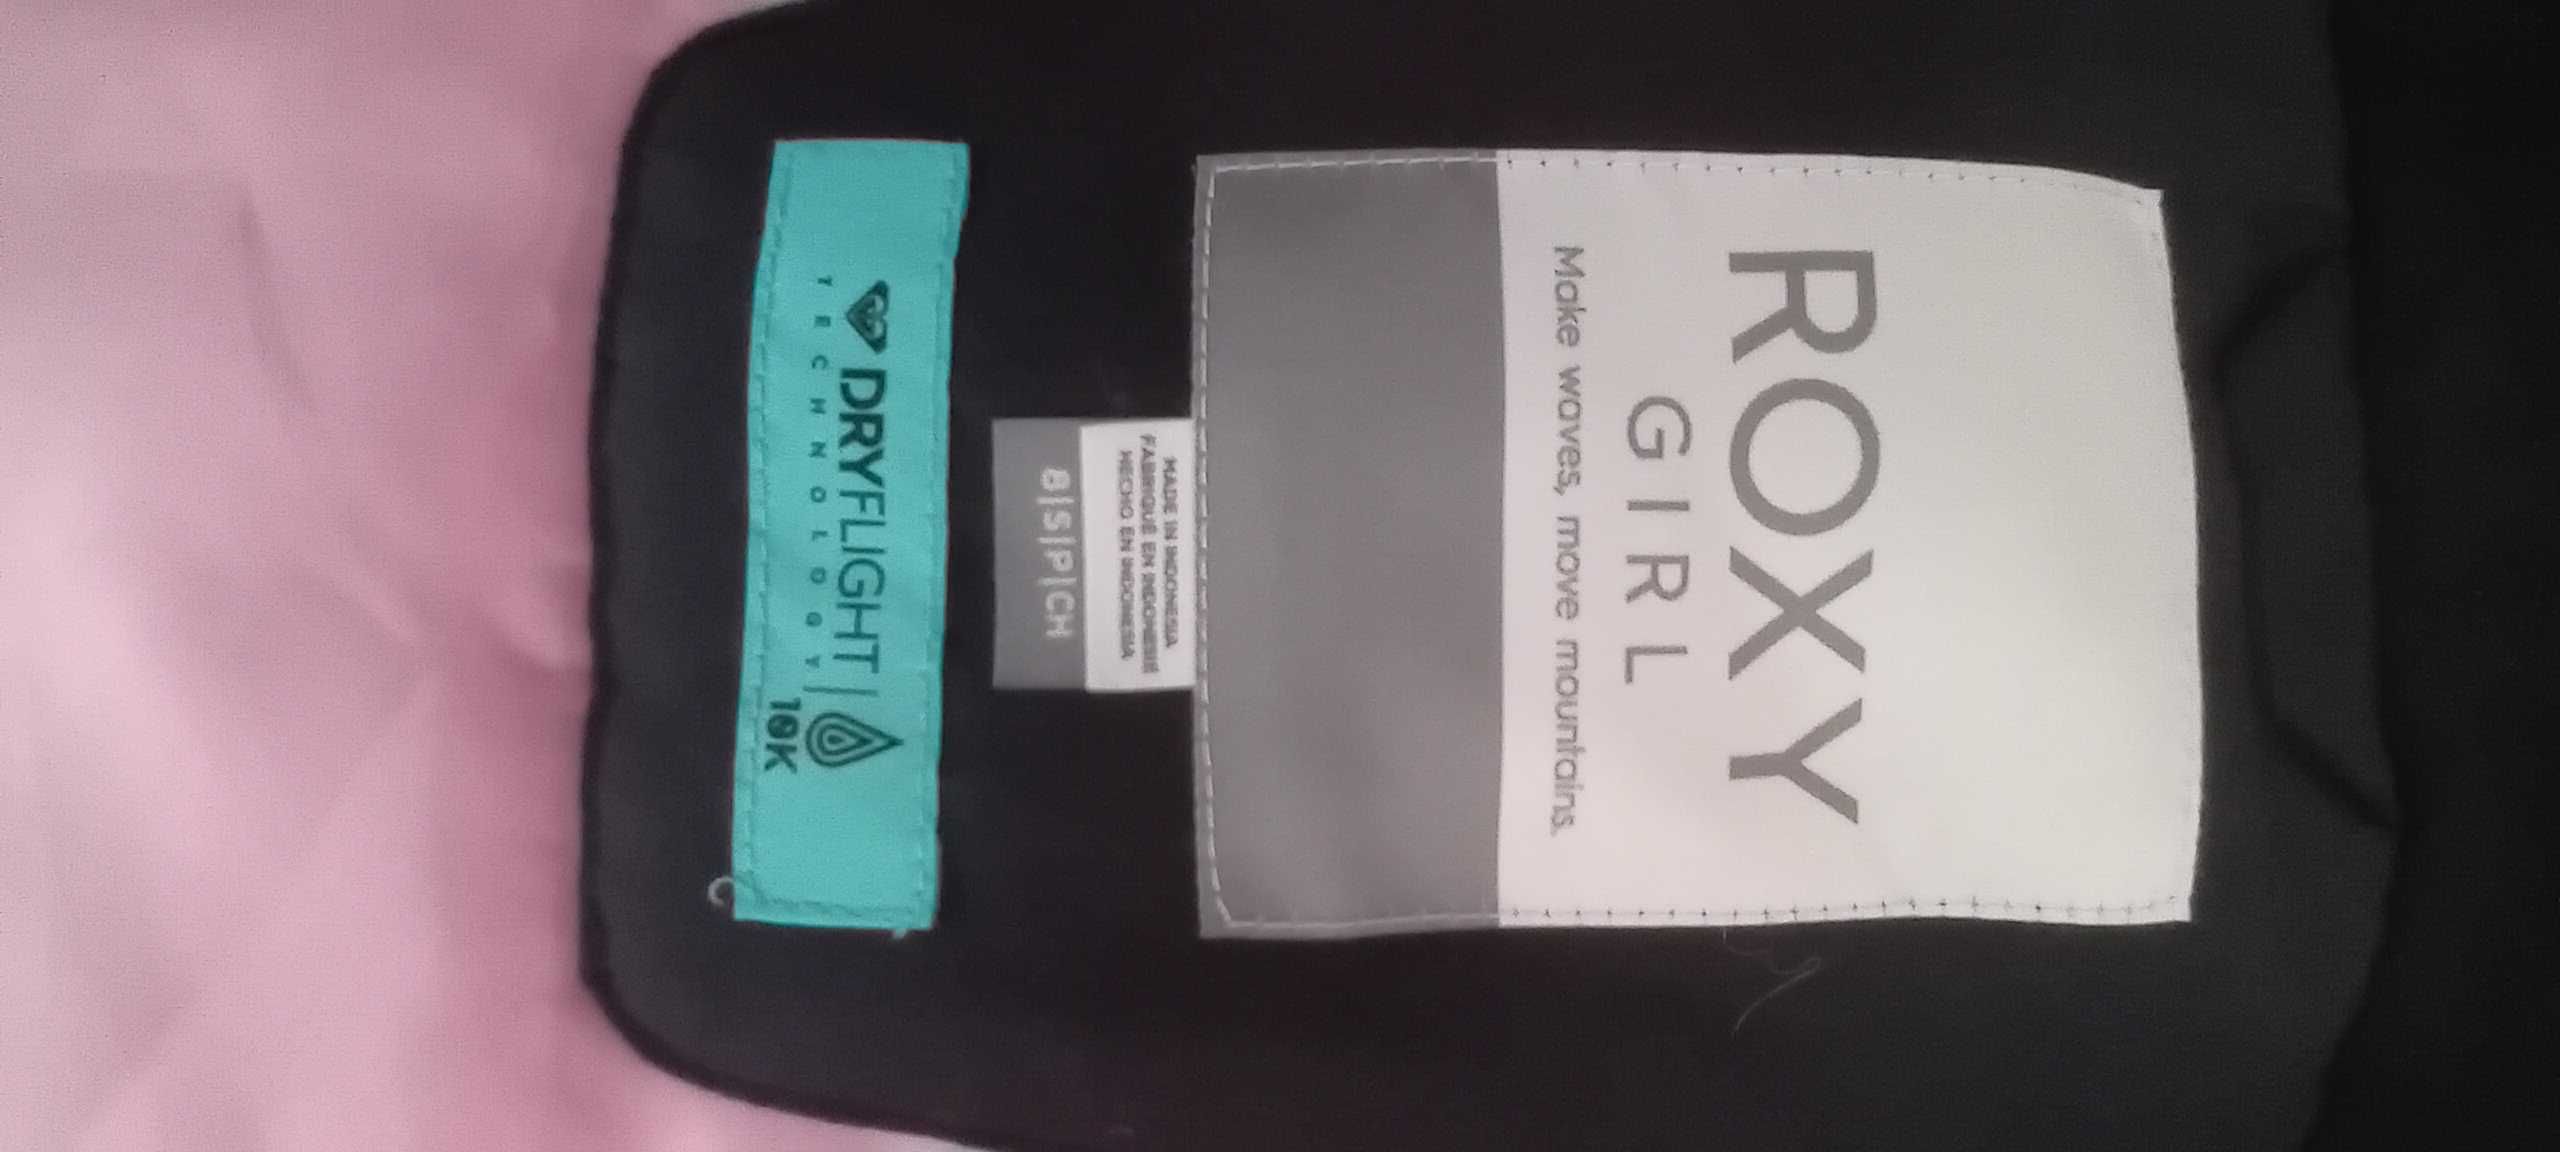 ROXY
GIRL
Make waves, move mountains.
MADE IN INDONESIA
FABRIQUÉ EN INDONESIE
HECHO EN INDONESIA
8|S|P|CH
DRYFLIGHT|
TECHNOLOGY
10K